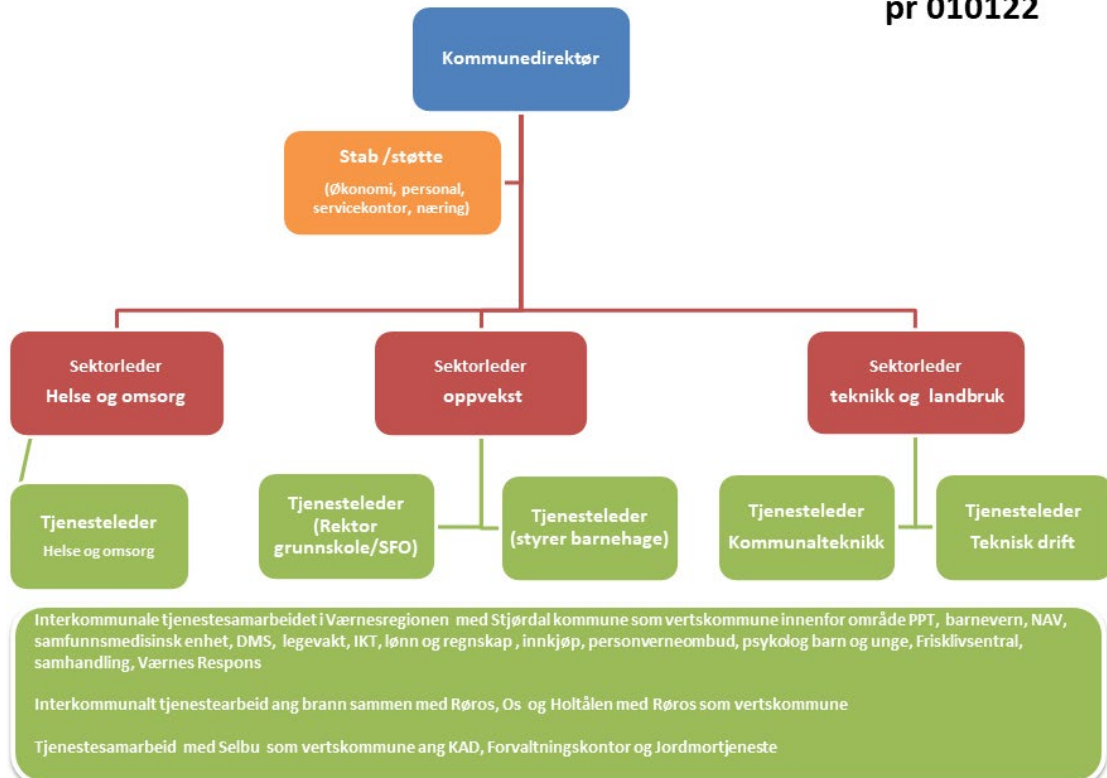 pr 010122
Kommunedirektør
Stab /støtte
(Økonomi, personal,
servicekontor, næring)
Sektorleder
Helse og omsorg
Sektorleder
oppvekst
Sektorleder
teknikk og landbruk
Tjenesteleder
Helse og omsorg
Tjenesteleder
(Rektor
grunnskole/SFO)
Tjenesteleder
(styrer barnehage)
Tjenesteleder
Kommunalteknikk
Tjenesteleder
Teknisk drift
Interkommunale tjenestesamarbeidet i Værnesregionen med Stjørdal kommune som vertskommune innenfor område PPT, barnevern, NAV,
samfunnsmedisinsk enhet, DMS, legevakt, IKT, lønn og regnskap , innkjøp, personverneombud, psykolog barn og unge, Frisklivsentral,
samhandling, Værnes Respons
Interkommunalt tjenestearbeid ang brann sammen med Røros, Os og Holtålen med Røros som vertskommune
Tjenestesamarbeid med Selbu som vertskommune ang KAD, Forvaltningskontor og Jordmortjeneste